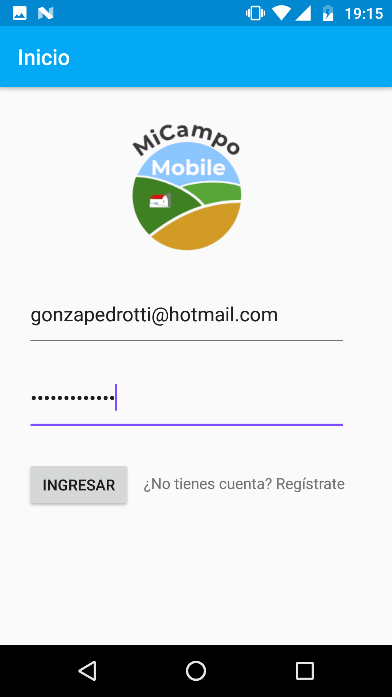 19:15
Inicio
MiCampo
Mobile
gonzapedrotti@hotmail.com
•••••••••••••
INGRESAR
¿No tienes cuenta? Regístrate